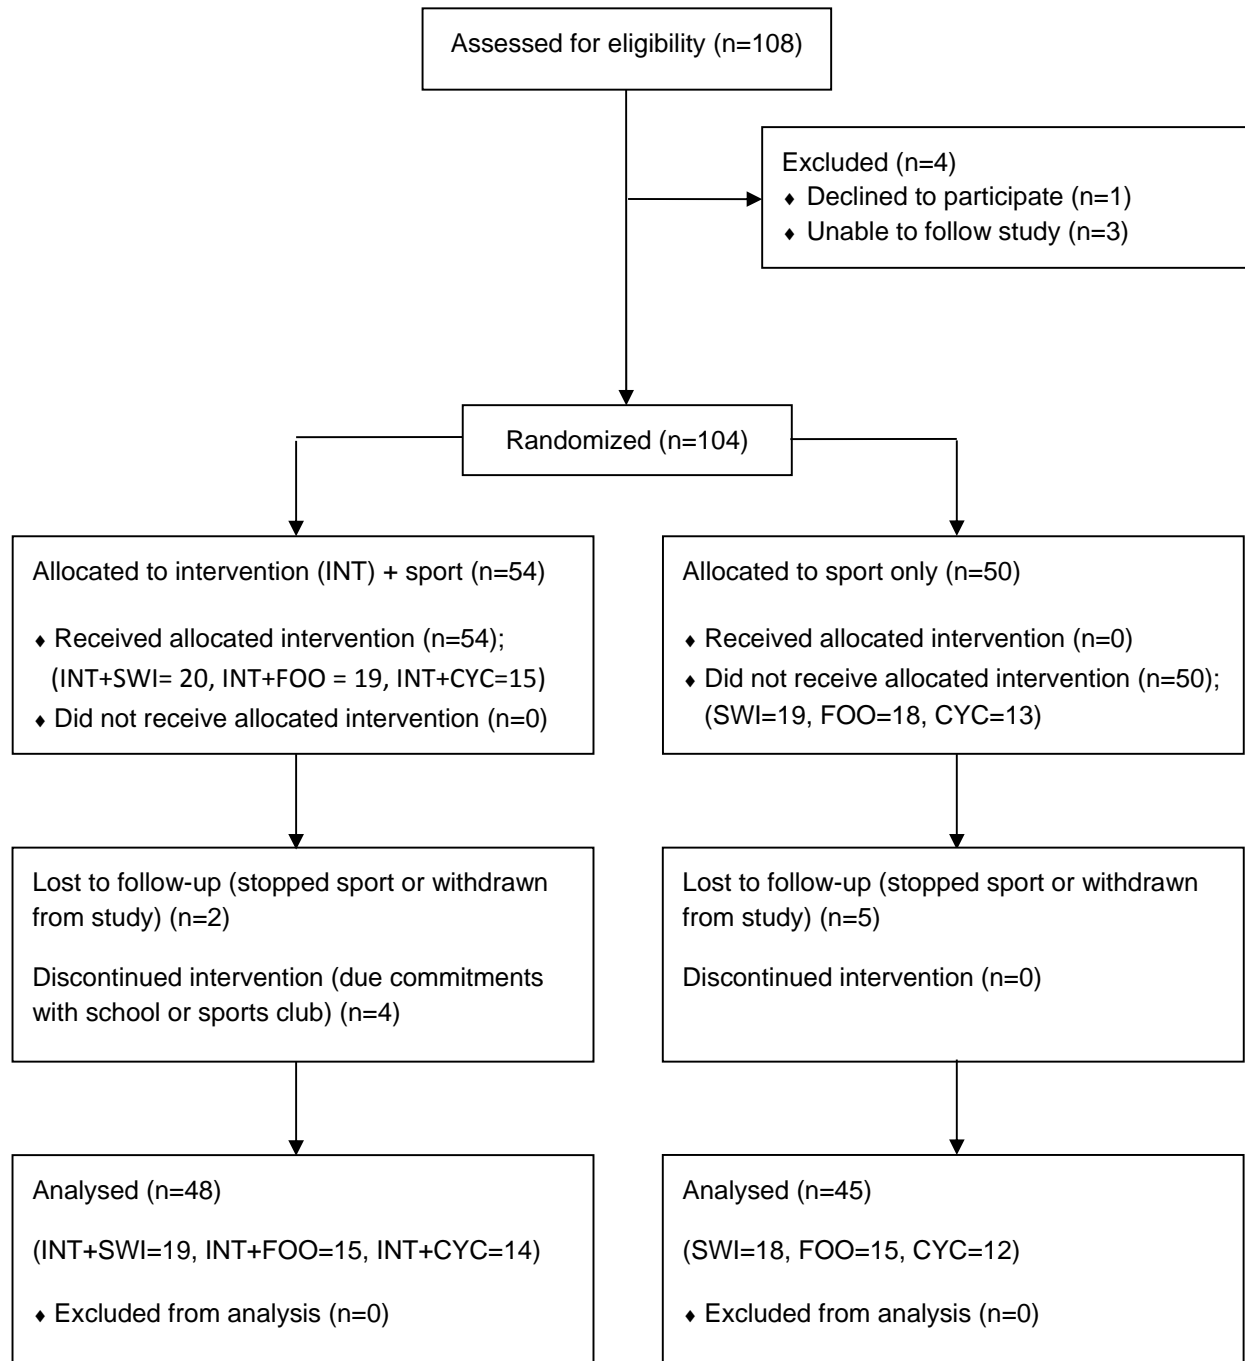 Assessed for eligibility (n=108)
Excluded (n=4)
♦ Declined to participate (n=1)
♦ Unable to follow study (n=3)
Randomized (n=104)
Allocated to intervention (INT) + sport (n=54)
♦ Received allocated intervention (n=54);
(INT+SWI= 20, INT+FOO = 19, INT+CYC=15)
♦ Did not receive allocated intervention (n=0)
Allocated to sport only (n=50)
♦ Received allocated intervention (n=0)
♦ Did not receive allocated intervention (n=50);
(SWI=19, FOO=18, CYC=13)
Lost to follow-up (stopped sport or withdrawn
from study) (n=2)
Discontinued intervention (due commitments
with school or sports club) (n=4)
Lost to follow-up (stopped sport or withdrawn
from study) (n=5)
Discontinued intervention (n=0)
Analysed (n=48)
(INT+SWI=19, INT+FOO=15, INT+CYC=14)
♦ Excluded from analysis (n=0)
Analysed (n=45)
(SWI=18, FOO=15, CYC=12)
♦ Excluded from analysis (n=0)